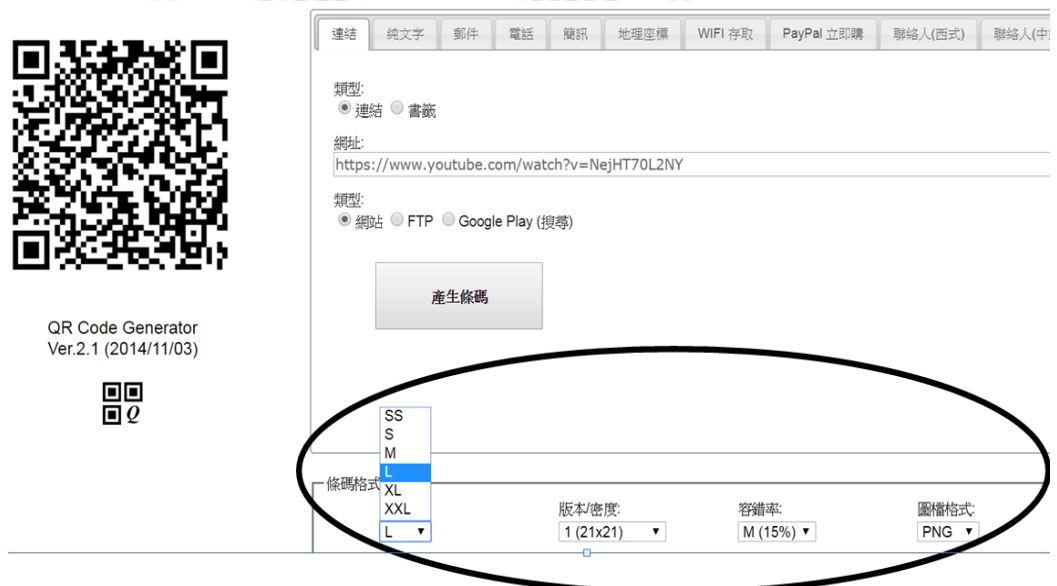 連結 純文字 郵件 電話 簡訊 地理座標 WIFI 存取 PayPal 立即購 聯絡人(西式) 聯絡人(中
類型:
連結 書籤
網址:
https://www.youtube.com/watch?v=NejHT70L2NY
類型:
網站 FTP Google Play (搜尋)
產生條碼
QR Code Generator
Ver.2.1 (2014/11/03)
Q
SS
S
M
L
XL
XXL
條碼格式
版本/密度: 容錯率: 圖檔格式:
L 1 (21x21) M (15%) PNG